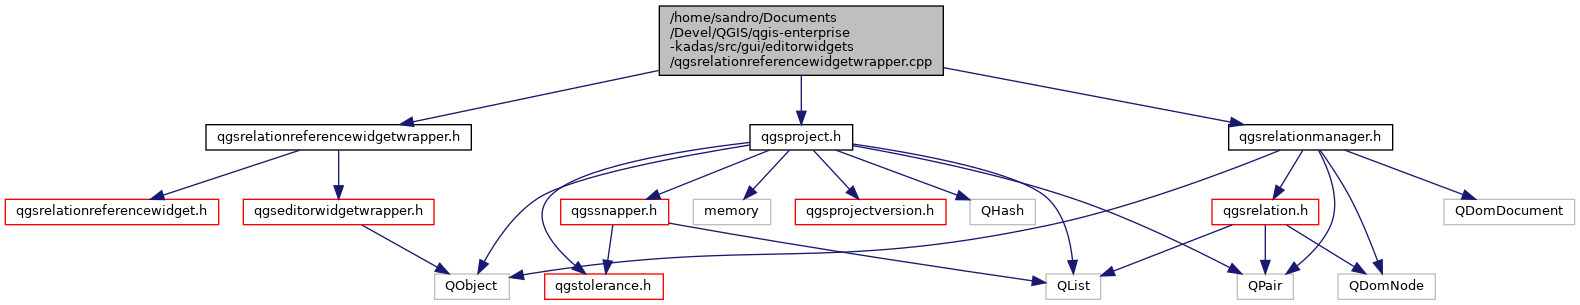 /home/sandro/Documents
/Devel/QGIS/qgis-enterprise
-kadas/src/gui/editorwidgets
/qgsrelationreferencewidgetwrapper.cpp
qgsrelationreferencewidgetwrapper.h
qgsproject.h
qgsrelationmanager.h
qgsrelationreferencewidget.h
qgseditorwidgetwrapper.h
qgssnapper.h
memory
qgsprojectversion.h
QHash
qgsrelation.h
QDomDocument
QObject
qgstolerance.h
QList
QPair
QDomNode